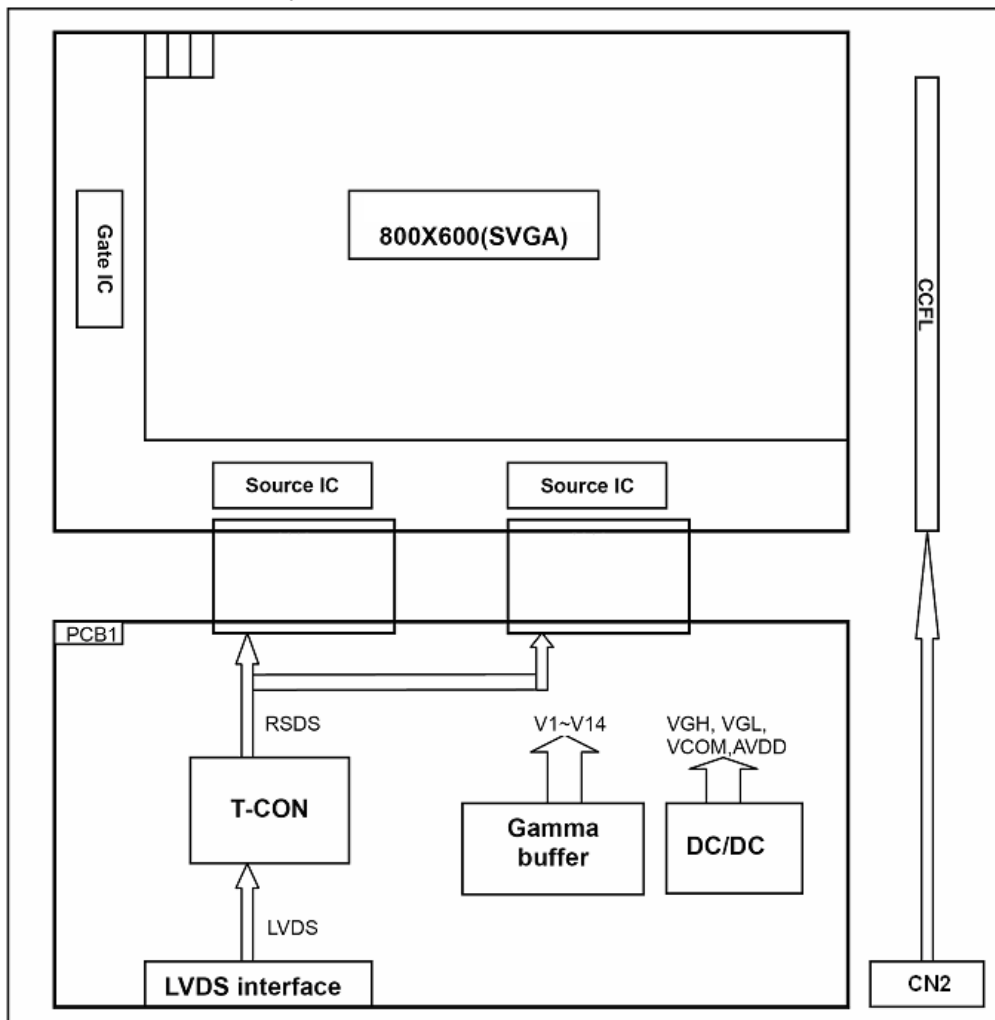 800X600(SVGA)
Gate IC
CCFL
Source IC
Source IC
PCB1
RSDS
V1~V14
VGH, VGL,
VCOM,AVDD
T-CON
Gamma
buffer
DC/DC
LVDS
LVDS interface
CN2